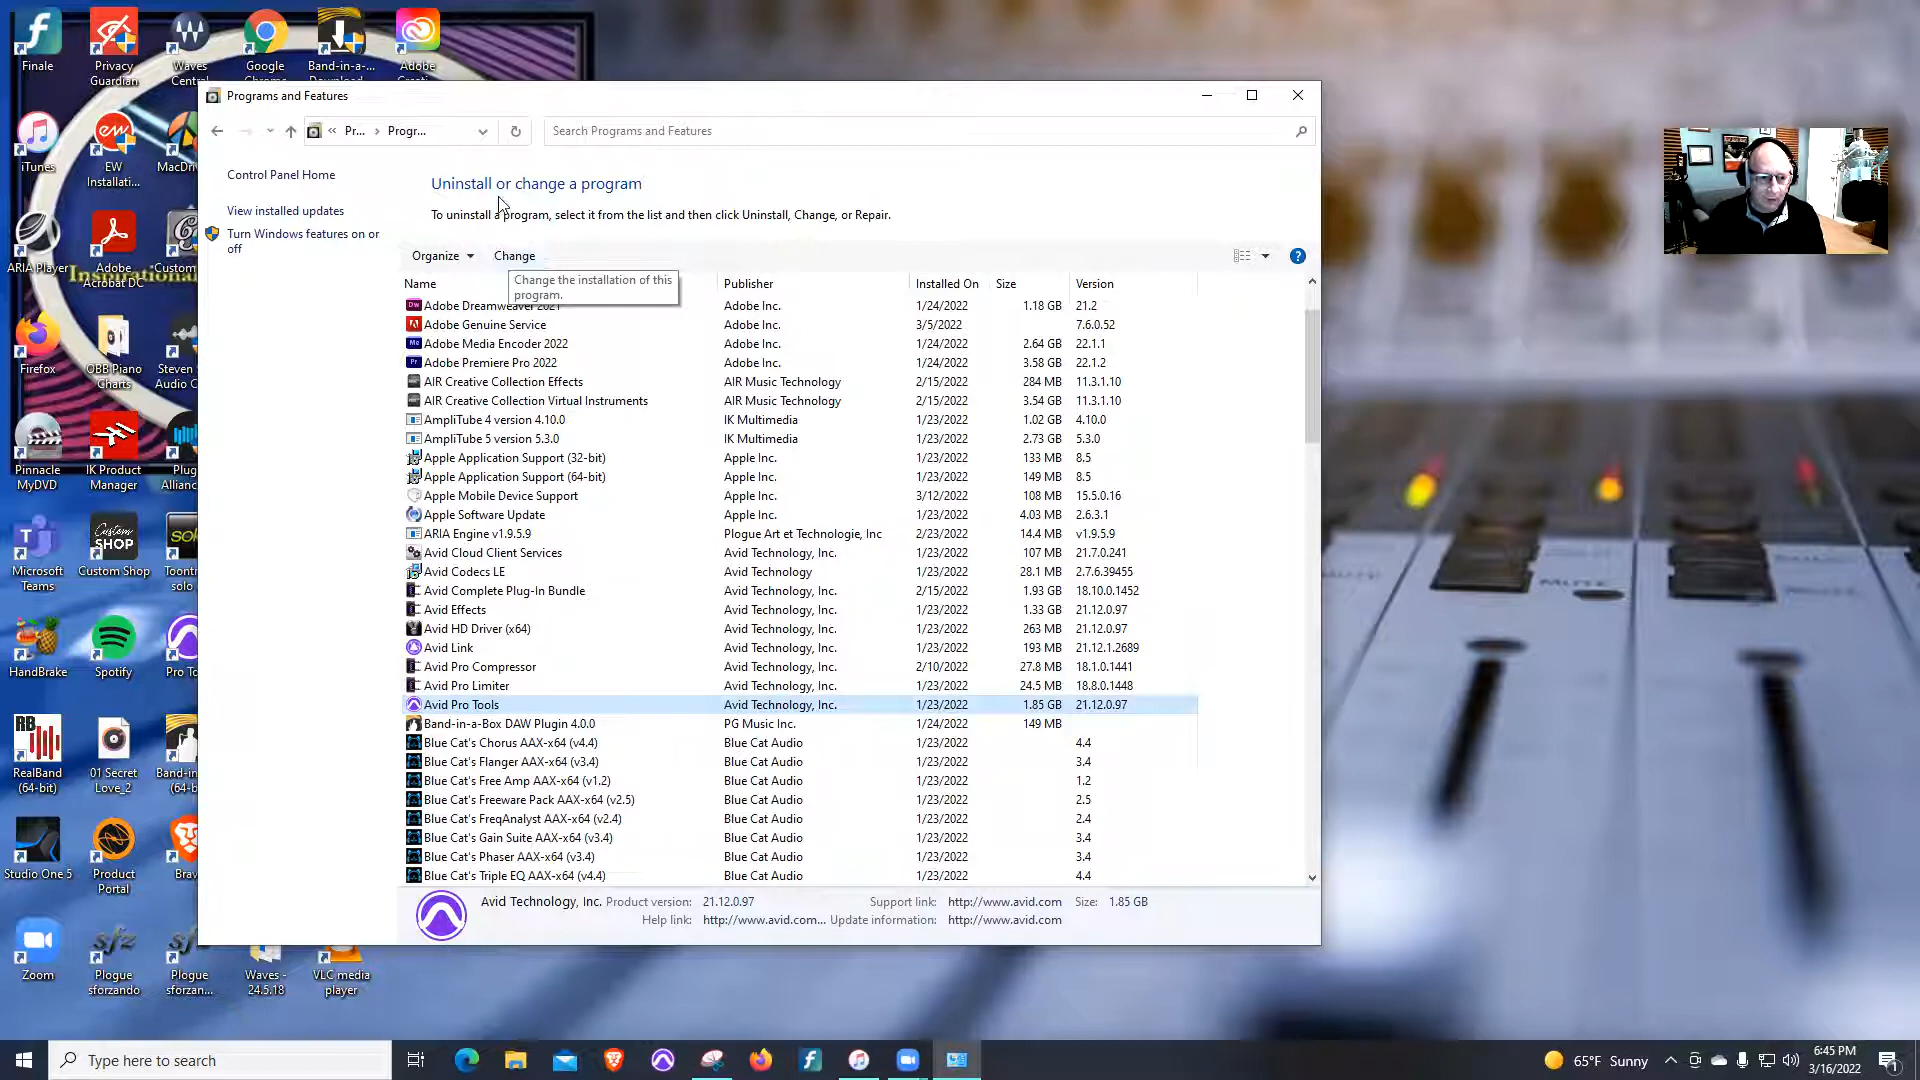 Finale
Privacy
Guardian
Waves
Central
Google
Chrome
Band-in-a-...
Download...
Adobe
Creati...
iTunes
EW
Installati...
MacDriv
ARIA Player
Adobe
Acrobat DC
Custom
Inspirational
Firefox
OBB Piano
Charts
Steven
Audio C
Pinnacle
MyDVD
IK Product
Manager
Plug
Allianc
Microsoft
Teams
Custom
SHOP
Custom Shop
solo
Toontr
solo
HandBrake
Spotify
Pro To
RB
RealBand
(64-bit)
01 Secret
Love_2
Band-in
(64-b
Studio One 5
Product
Portal
Brav
zoom
Zoom
sfz
Plogue
sforzando
sfz
Plogue
sforzan...
Waves -
24.5.18
VLC media
player
Programs and Features
« Pr... › Progr...
Search Programs and Features
Control Panel Home
View installed updates
Turn Windows features on or
off
Uninstall or change a program
To uninstall a program, select it from the list and then click Uninstall, Change, or Repair.
Organize Change
Change the installation of this
program.
Name Publisher Installed On Size Version
Adobe Dreamweaver 2021 Adobe Inc. 1/24/2022 1.18 GB 21.2
Adobe Genuine Service Adobe Inc. 3/5/2022 7.6.0.52
Adobe Media Encoder 2022 Adobe Inc. 1/24/2022 2.64 GB 22.1.1
Adobe Premiere Pro 2022 Adobe Inc. 1/24/2022 3.58 GB 22.1.2
AIR Creative Collection Effects AIR Music Technology 2/15/2022 284 MB 11.3.1.10
AIR Creative Collection Virtual Instruments AIR Music Technology 2/15/2022 3.54 GB 11.3.1.10
AmpliTube 4 version 4.10.0 IK Multimedia 1/23/2022 1.02 GB 4.10.0
AmpliTube 5 version 5.3.0 IK Multimedia 1/23/2022 2.73 GB 5.3.0
Apple Application Support (32-bit) Apple Inc. 1/23/2022 133 MB 8.5
Apple Application Support (64-bit) Apple Inc. 1/23/2022 149 MB 8.5
Apple Mobile Device Support Apple Inc. 3/12/2022 108 MB 15.5.0.16
Apple Software Update Apple Inc. 1/23/2022 4.03 MB 2.6.3.1
ARIA Engine v1.9.5.9 Plogue Art et Technologie, Inc 2/23/2022 14.4 MB v1.9.5.9
Avid Cloud Client Services Avid Technology, Inc. 1/23/2022 107 MB 21.7.0.241
Avid Codecs LE Avid Technology 1/23/2022 28.1 MB 2.7.6.39455
Avid Complete Plug-In Bundle Avid Technology, Inc. 2/15/2022 1.93 GB 18.10.0.1452
Avid Effects Avid Technology, Inc. 1/23/2022 1.33 GB 21.12.0.97
Avid HD Driver (x64) Avid Technology, Inc. 1/23/2022 263 MB 21.12.0.97
Avid Link Avid Technology, Inc. 1/23/2022 193 MB 21.12.1.2689
Avid Pro Compressor Avid Technology, Inc. 2/10/2022 27.8 MB 18.1.0.1441
Avid Pro Limiter Avid Technology, Inc. 1/23/2022 24.5 MB 18.8.0.1448
Avid Pro Tools Avid Technology, Inc. 1/23/2022 1.85 GB 21.12.0.97
Band-in-a-Box DAW Plugin 4.0.0 PG Music Inc. 1/24/2022 149 MB
Blue Cat's Chorus AAX-x64 (v4.4) Blue Cat Audio 1/23/2022 4.4
Blue Cat's Flanger AAX-x64 (v3.4) Blue Cat Audio 1/23/2022 3.4
Blue Cat's Free Amp AAX-x64 (v1.2) Blue Cat Audio 1/23/2022 1.2
Blue Cat's Freeware Pack AAX-x64 (v2.5) Blue Cat Audio 1/23/2022 2.5
Blue Cat's FreqAnalyst AAX-x64 (v2.4) Blue Cat Audio 1/23/2022 2.4
Blue Cat's Gain Suite AAX-x64 (v3.4) Blue Cat Audio 1/23/2022 3.4
Blue Cat's Phaser AAX-x64 (v3.4) Blue Cat Audio 1/23/2022 3.4
Blue Cat's Triple EQ AAX-x64 (v4.4) Blue Cat Audio 1/23/2022 4.4
Avid Technology, Inc. Product version: 21.12.0.97 Support link: http://www.avid.com Size: 1.85 GB
Help link: http://www.avid.com... Update information: http://www.avid.com
MUTE
Type here to search
65°F Sunny
6:45 PM
3/16/2022
1